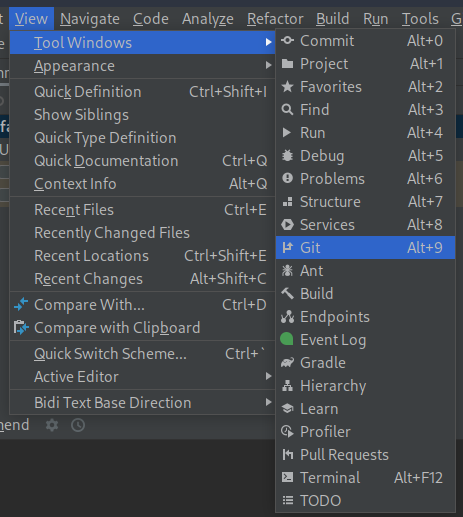 View Navigate Code Analyze Refactor Build Run Tools G
Tool Windows
Appearance
Quick Definition Ctrl+Shift+I
Show Siblings
Quick Type Definition
Quick Documentation Ctrl+Q
Context Info Alt+Q
Recent Files Ctrl+E
Recently Changed Files
Recent Locations Ctrl+Shift+E
Recent Changes Alt+Shift+C
Compare With... Ctrl+D
Compare with Clipboard
Quick Switch Scheme... Ctrl+`
Active Editor
Bidi Text Base Direction
Commit Alt+0
Project Alt+1
Favorites Alt+2
Find Alt+3
Run Alt+4
Debug Alt+5
Problems Alt+6
Structure Alt+7
Services Alt+8
Git Alt+9
Ant
Build
Endpoints
Event Log
Gradle
Hierarchy
Learn
Profiler
Pull Requests
Terminal Alt+F12
TODO